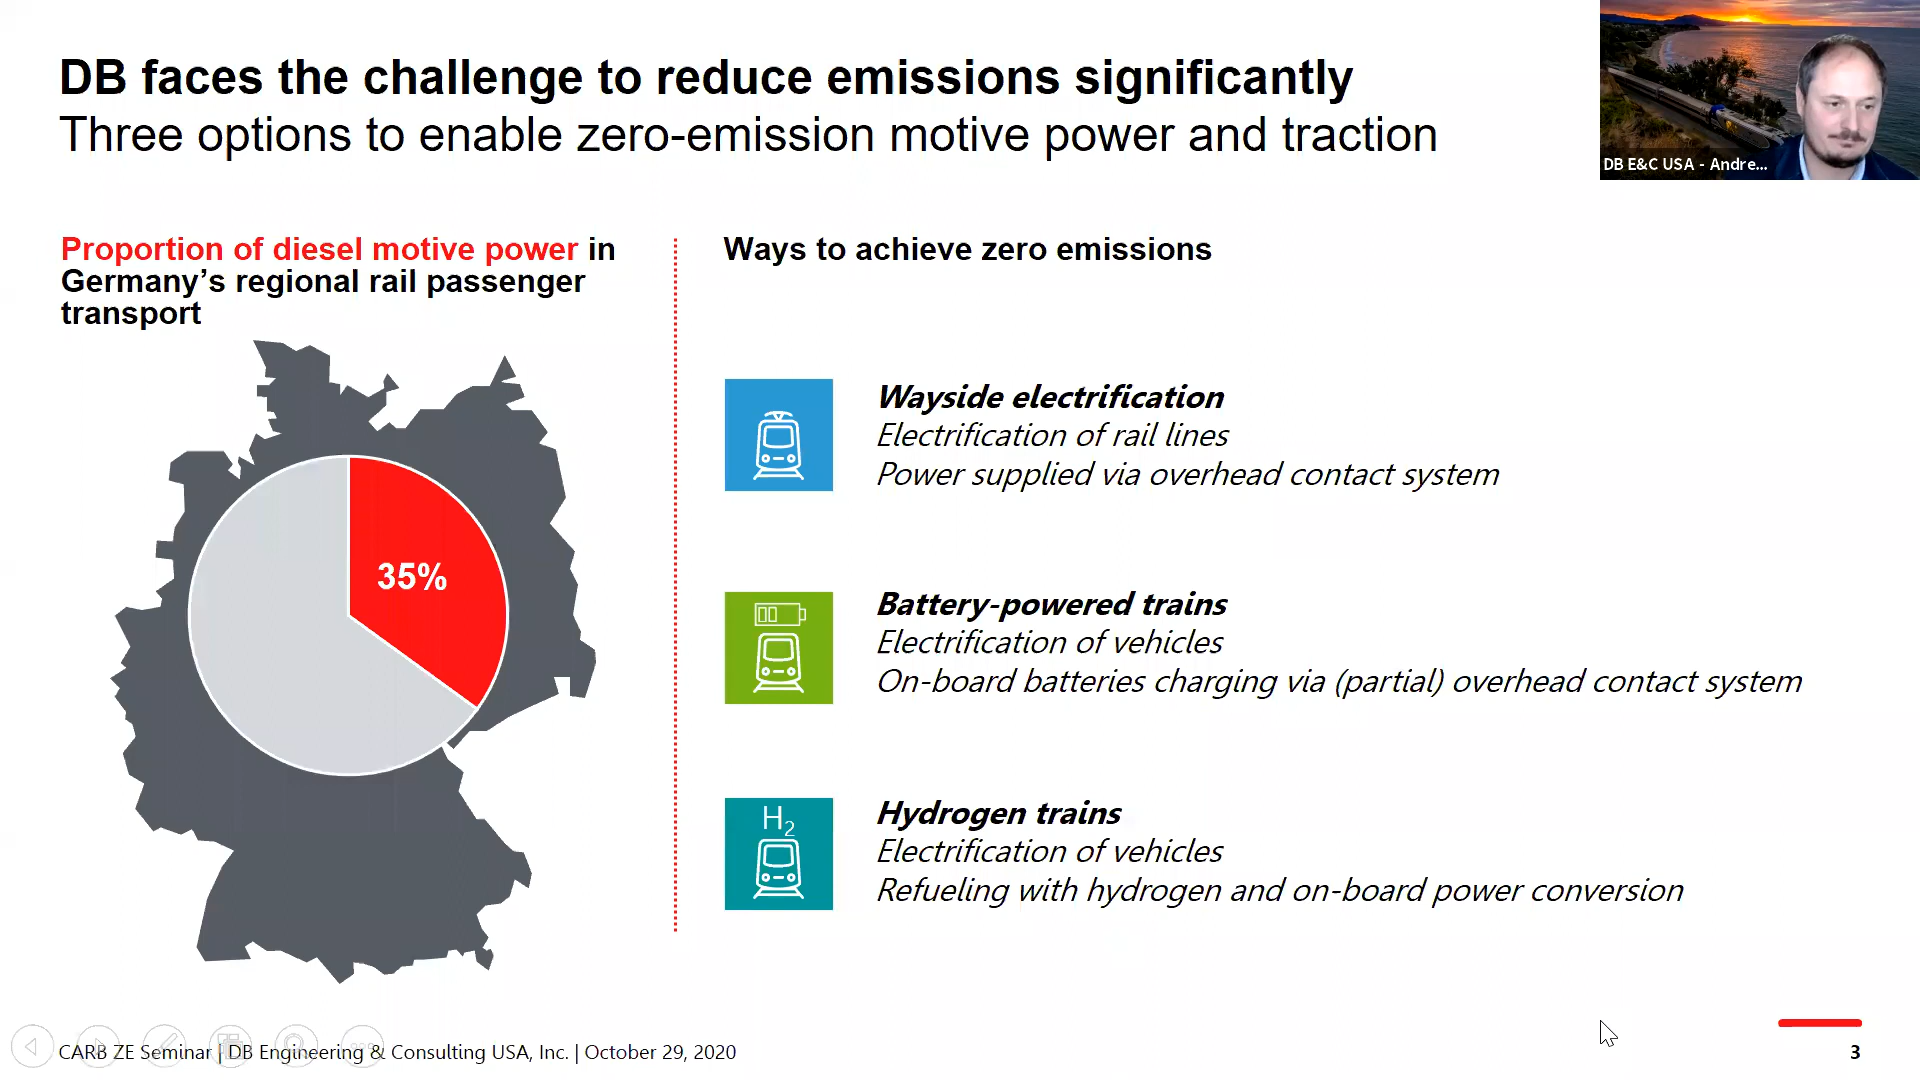 DB faces the challenge to reduce emissions significantly
Three options to enable zero-emission motive power and traction
DB E&C USA - Andre...
Proportion of diesel motive power in
Germany's regional rail passenger
transport
35%
Ways to achieve zero emissions
Wayside electrification
Electrification of rail lines
Power supplied via overhead contact system
Battery-powered trains
Electrification of vehicles
On-board batteries charging via (partial) overhead contact system
H2
Hydrogen trains
Electrification of vehicles
Refueling with hydrogen and on-board power conversion
CARB ZE Seminar | DB Engineering & Consulting USA, Inc. | October 29, 2020
3